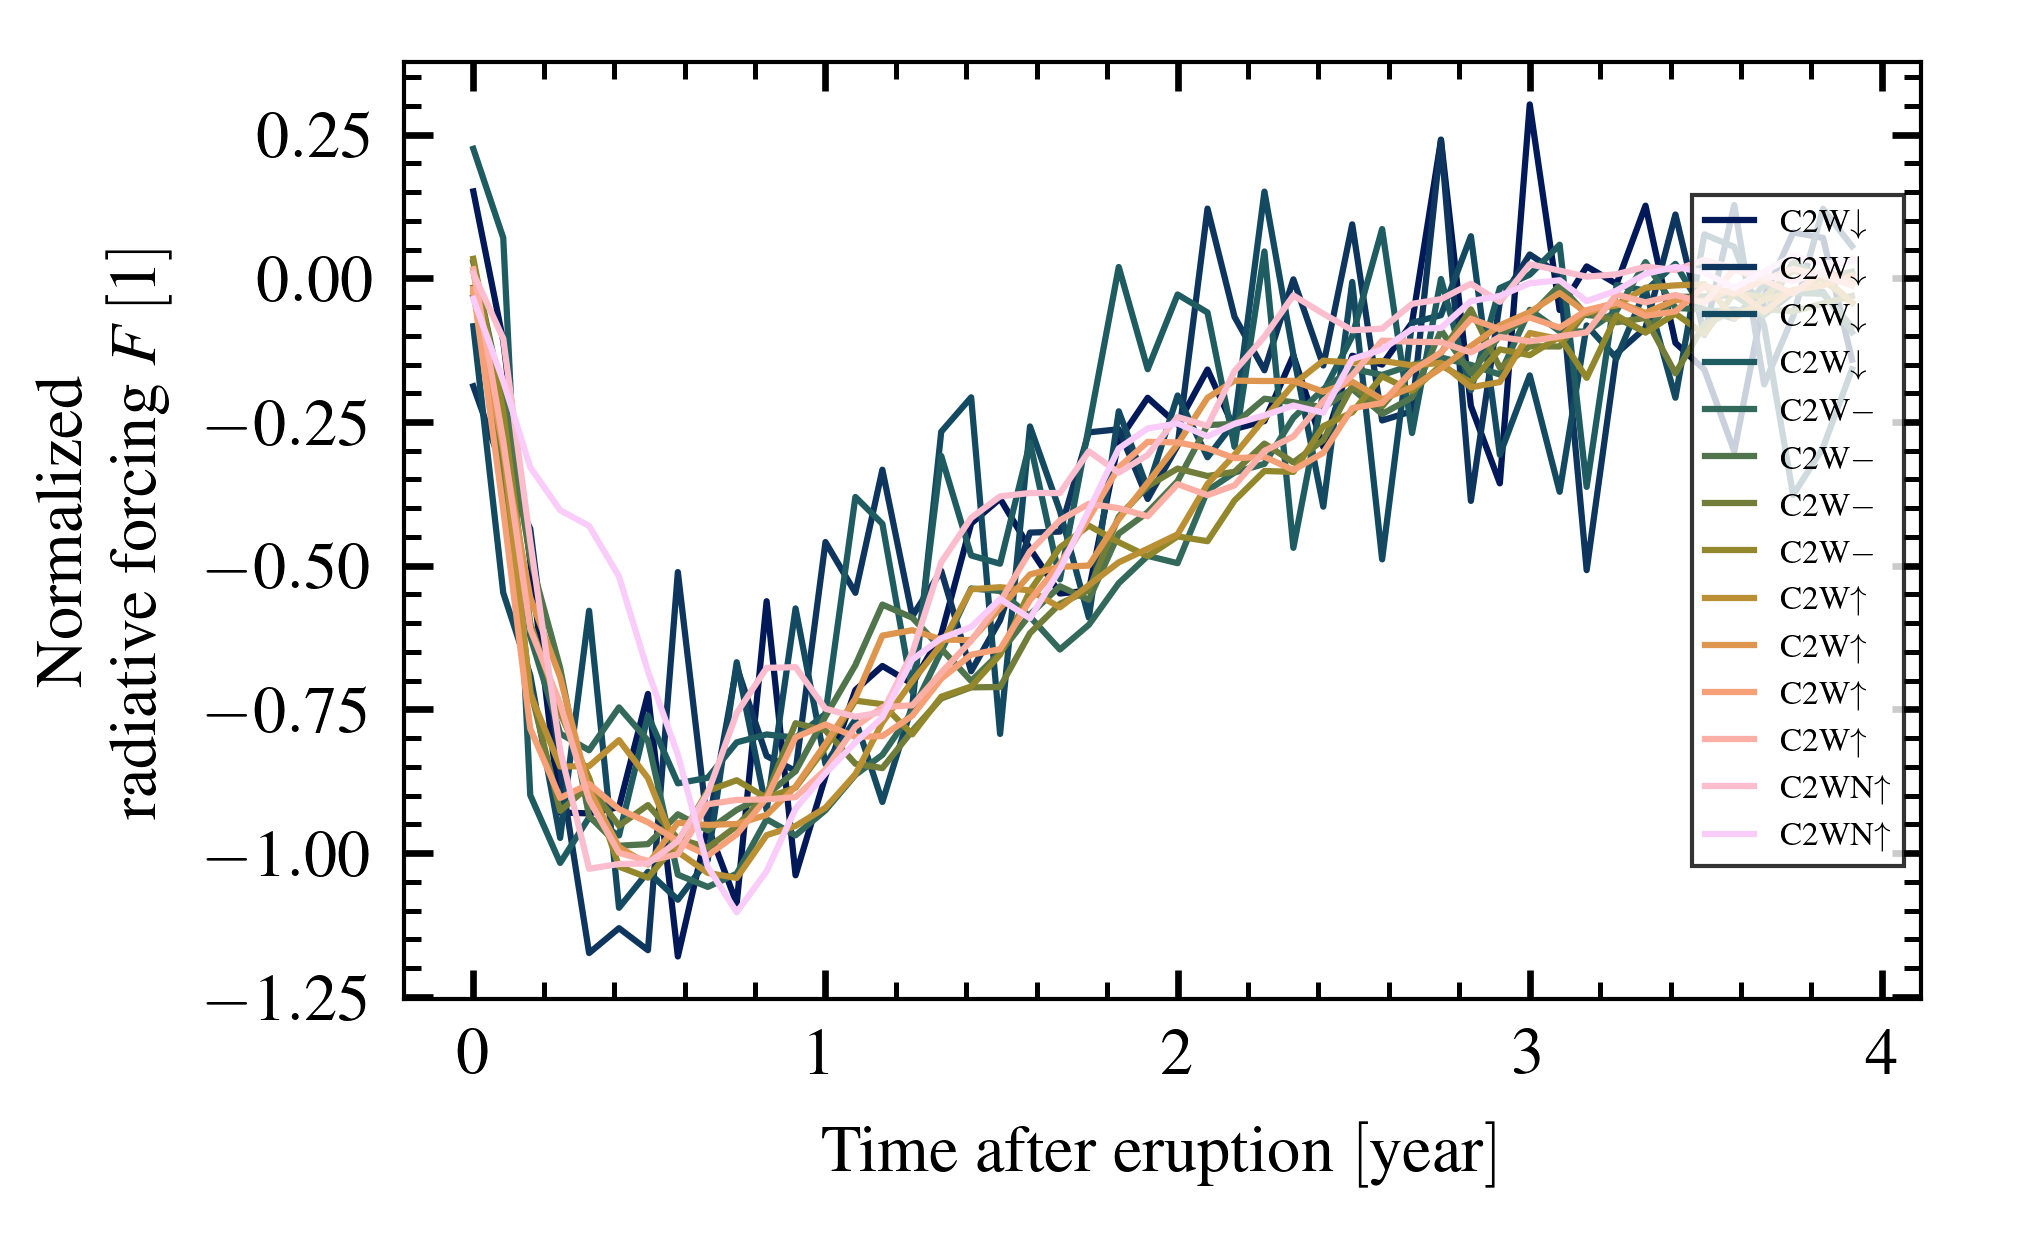 Normalized
radiative forcing F [1]
0.25
0.00
−0.25
−0.50
−0.75
−1.00
−1.25
0 1 2 3 4
Time after eruption [year]
C2W↓
C2W↓
C2W↓
C2W↓
C2W−
C2W−
C2W−
C2W−
C2W↑
C2W↑
C2W↑
C2W↑
C2WN↑
C2WN↑